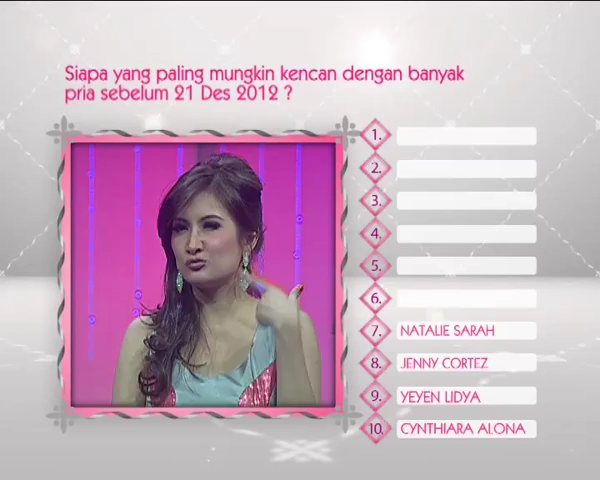 Siapa yang paling mungkin kencan dengan banyak
pria sebelum 21 Des 2012 ?
1.
2.
3.
4.
5.
6.
7. NATALIE SARAH
8. JENNY CORTEZ
9. YEYEN LIDYA
10. CYNTHIARA ALONA